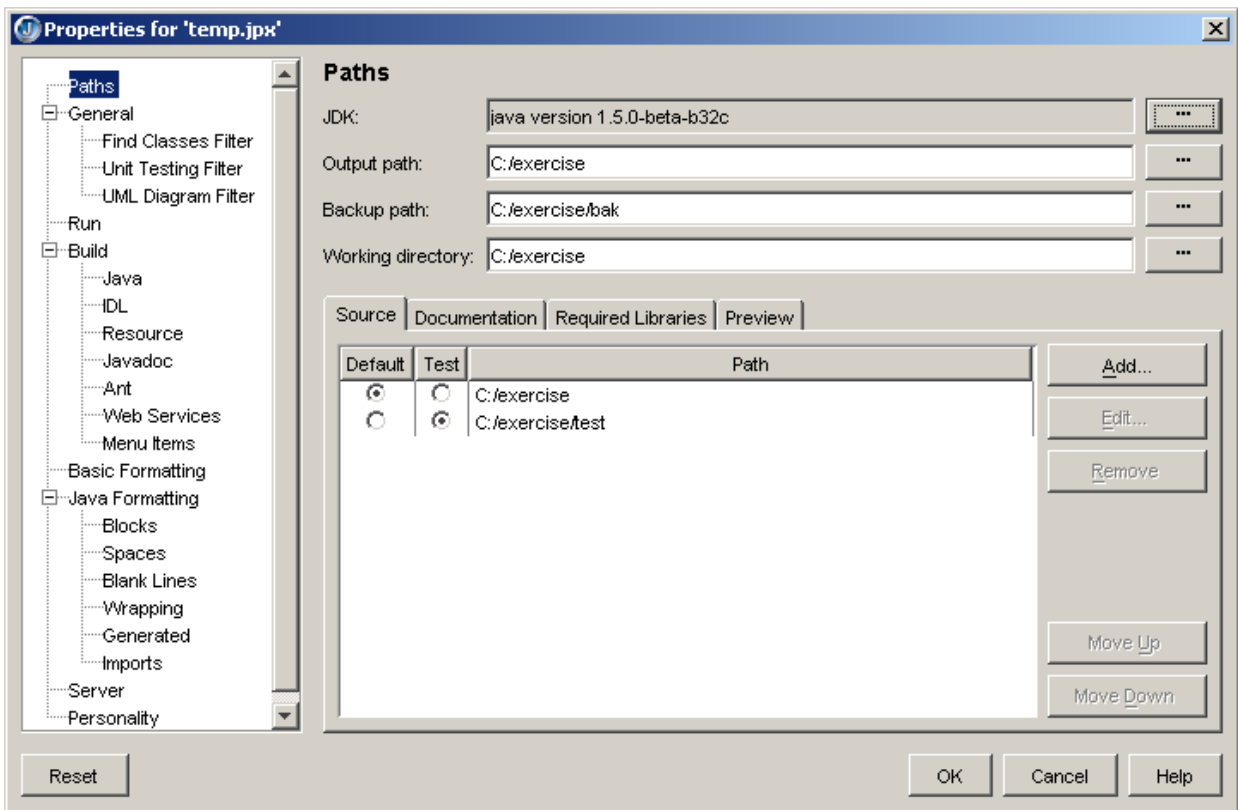 Properties for 'temp.jpx'
Paths
General
Find Classes Filter
Unit Testing Filter
UML Diagram Filter
Run
Build
Java
IDL
Resource
Javadoc
Ant
Web Services
Menu Items
Basic Formatting
Java Formatting
Blocks
Spaces
Blank Lines
Wrapping
Generated
Imports
Server
Personality
Paths
JDK: java version 1.5.0-beta-b32c ...
Output path: C:/exercise ...
Backup path: C:/exercise/bak ...
Working directory: C:/exercise ...
Source Documentation Required Libraries Preview
Default Test Path
C:/exercise
C:/exercise/test
Add...
Edit...
Remove
Move Up
Move Down
Reset OK Cancel Help